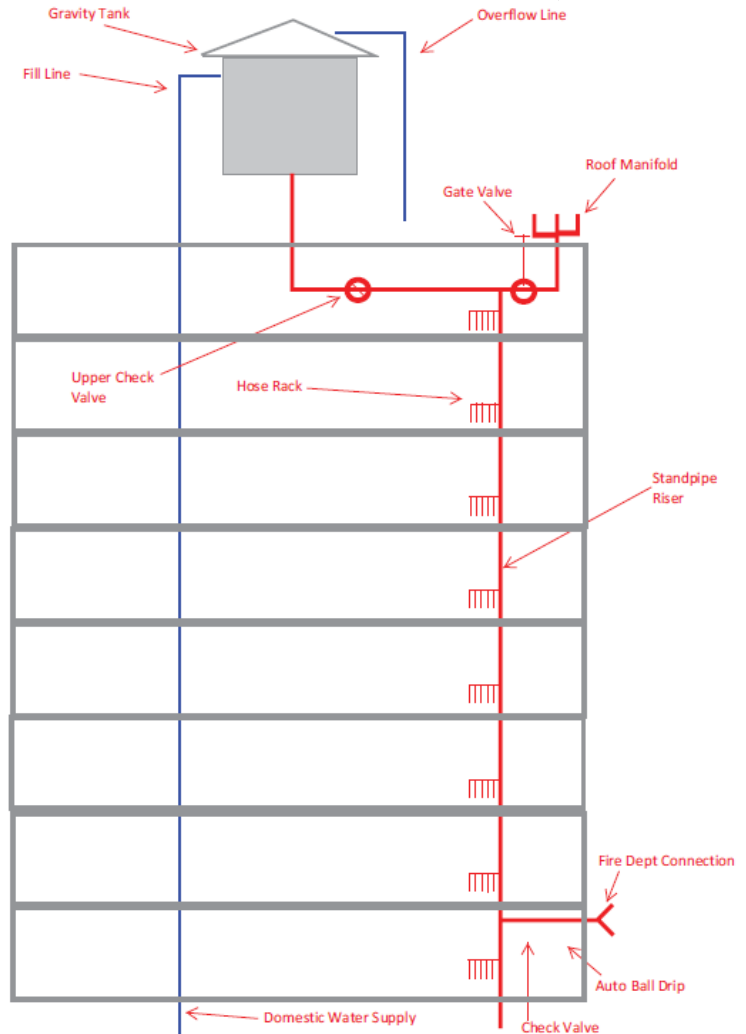 Gravity Tank
Overflow Line
Fill Line
Roof Manifold
Gate Valve
Upper Check
Valve
Hose Rack
Standpipe
Riser
Fire Dept Connection
Auto Ball Drip
Domestic Water Supply
Check Valve